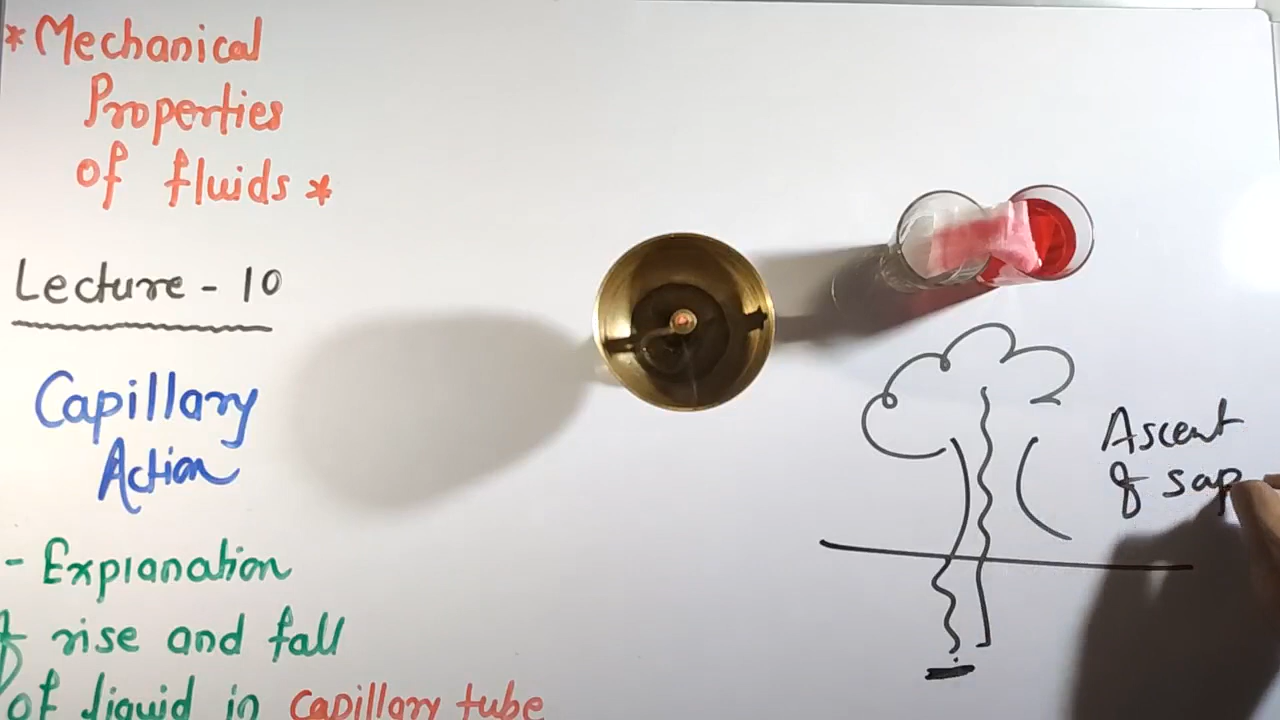 *Mechanical
Properties
of fluids*
Lecture - 10
Capillary
Action
- Explanation
of rise and fall
of liquid in capillary tube
Ascent
of sap